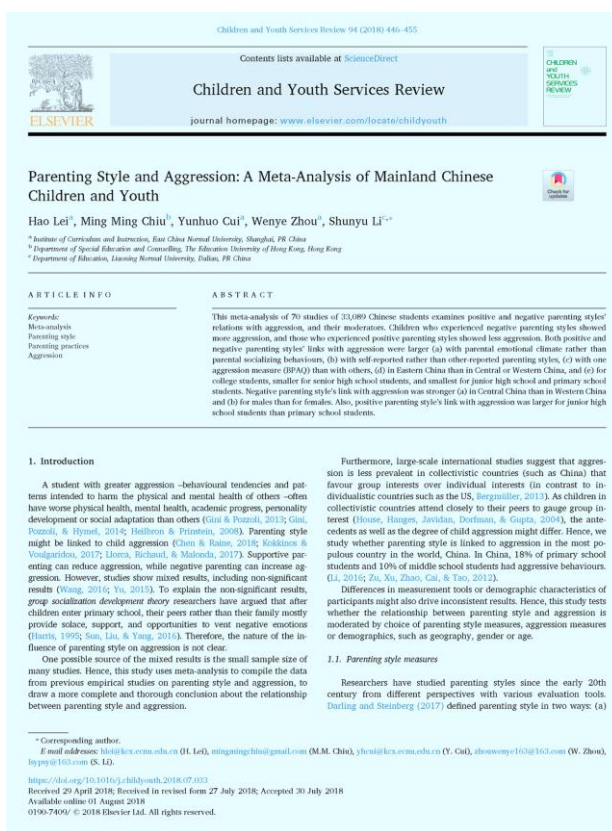 Children and Youth Services Review 94 (2018) 446–455
Contents lists available at ScienceDirect
Children and Youth Services Review
journal homepage: www.elsevier.com/locate/childyouth
ELSEVIER
CHILDREN
and
YOUTH
SERVICES
REVIEW
Parenting Style and Aggression: A Meta-Analysis of Mainland Chinese
Children and Youth
Check for
updates
Hao Leiᵃ, Ming Ming Chiuᵇ, Yunhuo Cuiᵃ, Wenye Zhouᵃ, Shunyu Liᶜ,*
ᵃ Institute of Curriculum and Instruction, East China Normal University, Shanghai, PR China
ᵇ Department of Special Education and Counselling, The Education University of Hong Kong, Hong Kong
ᶜ Department of Education, Liaoning Normal University, Dalian, PR China
ARTICLE INFO
Keywords:
Meta-analysis
Parenting style
Parenting practices
Aggression
ABSTRACT
This meta-analysis of 70 studies of 33,089 Chinese students examines positive and negative parenting styles'
relations with aggression, and their moderators. Children who experienced negative parenting styles showed
more aggression, and those who experienced positive parenting styles showed less aggression. Both positive and
negative parenting styles' links with aggression were larger (a) with parental emotional climate rather than
parental socializing behaviours, (b) with self-reported rather than other-reported parenting styles, (c) with one
aggression measure (BPAQ) than with others, (d) in Eastern China than in Central or Western China, and (e) for
college students, smaller for senior high school students, and smallest for junior high school and primary school
students. Negative parenting style's link with aggression was stronger (a) in Central China than in Western China
and (b) for males than for females. Also, positive parenting style's link with aggression was larger for junior high
school students than primary school students.
1. Introduction
A student with greater aggression –behavioural tendencies and pat-
terns intended to harm the physical and mental health of others –often
have worse physical health, mental health, academic progress, personality
development or social adaptation than others (Gini & Pozzoli, 2013; Gini,
Pozzoli, & Hymel, 2014; Heilbron & Prinstein, 2008). Parenting style
might be linked to child aggression (Chen & Raine, 2018; Kokkinos &
Voulgaridou, 2017; Llorca, Richaud, & Malonda, 2017). Supportive par-
enting can reduce aggression, while negative parenting can increase ag-
gression. However, studies show mixed results, including non-significant
results (Wang, 2016; Yu, 2015). To explain the non-significant results,
group socialization development theory researchers have argued that after
children enter primary school, their peers rather than their family mostly
provide solace, support, and opportunities to vent negative emotions
(Harris, 1995; Sun, Liu, & Yang, 2016). Therefore, the nature of the in-
fluence of parenting style on aggression is not clear.
One possible source of the mixed results is the small sample size of
many studies. Hence, this study uses meta-analysis to compile the data
from previous empirical studies on parenting style and aggression, to
draw a more complete and thorough conclusion about the relationship
between parenting style and aggression.
Furthermore, large-scale international studies suggest that aggres-
sion is less prevalent in collectivistic countries (such as China) that
favour group interests over individual interests (in contrast to in-
dividualistic countries such as the US, Bergmüller, 2013). As children in
collectivistic countries attend closely to their peers to gauge group in-
terest (House, Hanges, Javidan, Dorfman, & Gupta, 2004), the ante-
cedents as well as the degree of child aggression might differ. Hence, we
study whether parenting style is linked to aggression in the most po-
pulous country in the world, China. In China, 18% of primary school
students and 10% of middle school students had aggressive behaviours.
(Li, 2016; Zu, Xu, Zhao, Cai, & Tao, 2012).
Differences in measurement tools or demographic characteristics of
participants might also drive inconsistent results. Hence, this study tests
whether the relationship between parenting style and aggression is
moderated by choice of parenting style measures, aggression measures
or demographics, such as geography, gender or age.
1.1. Parenting style measures
Researchers have studied parenting styles since the early 20th
century from different perspectives with various evaluation tools.
Darling and Steinberg (2017) defined parenting style in two ways: (a)
* Corresponding author.
E-mail addresses: hlei@kcx.ecnu.edu.cn (H. Lei), mingmingchiu@gmail.com (M.M. Chiu), yhcui@kcx.ecnu.edu.cn (Y. Cui), zhouwenye163@163.com (W. Zhou),
lsypsy@163.com (S. Li).
https://doi.org/10.1016/j.childyouth.2018.07.033
Received 29 April 2018; Received in revised form 27 July 2018; Accepted 30 July 2018
Available online 01 August 2018
0190-7409/ © 2018 Elsevier Ltd. All rights reserved.